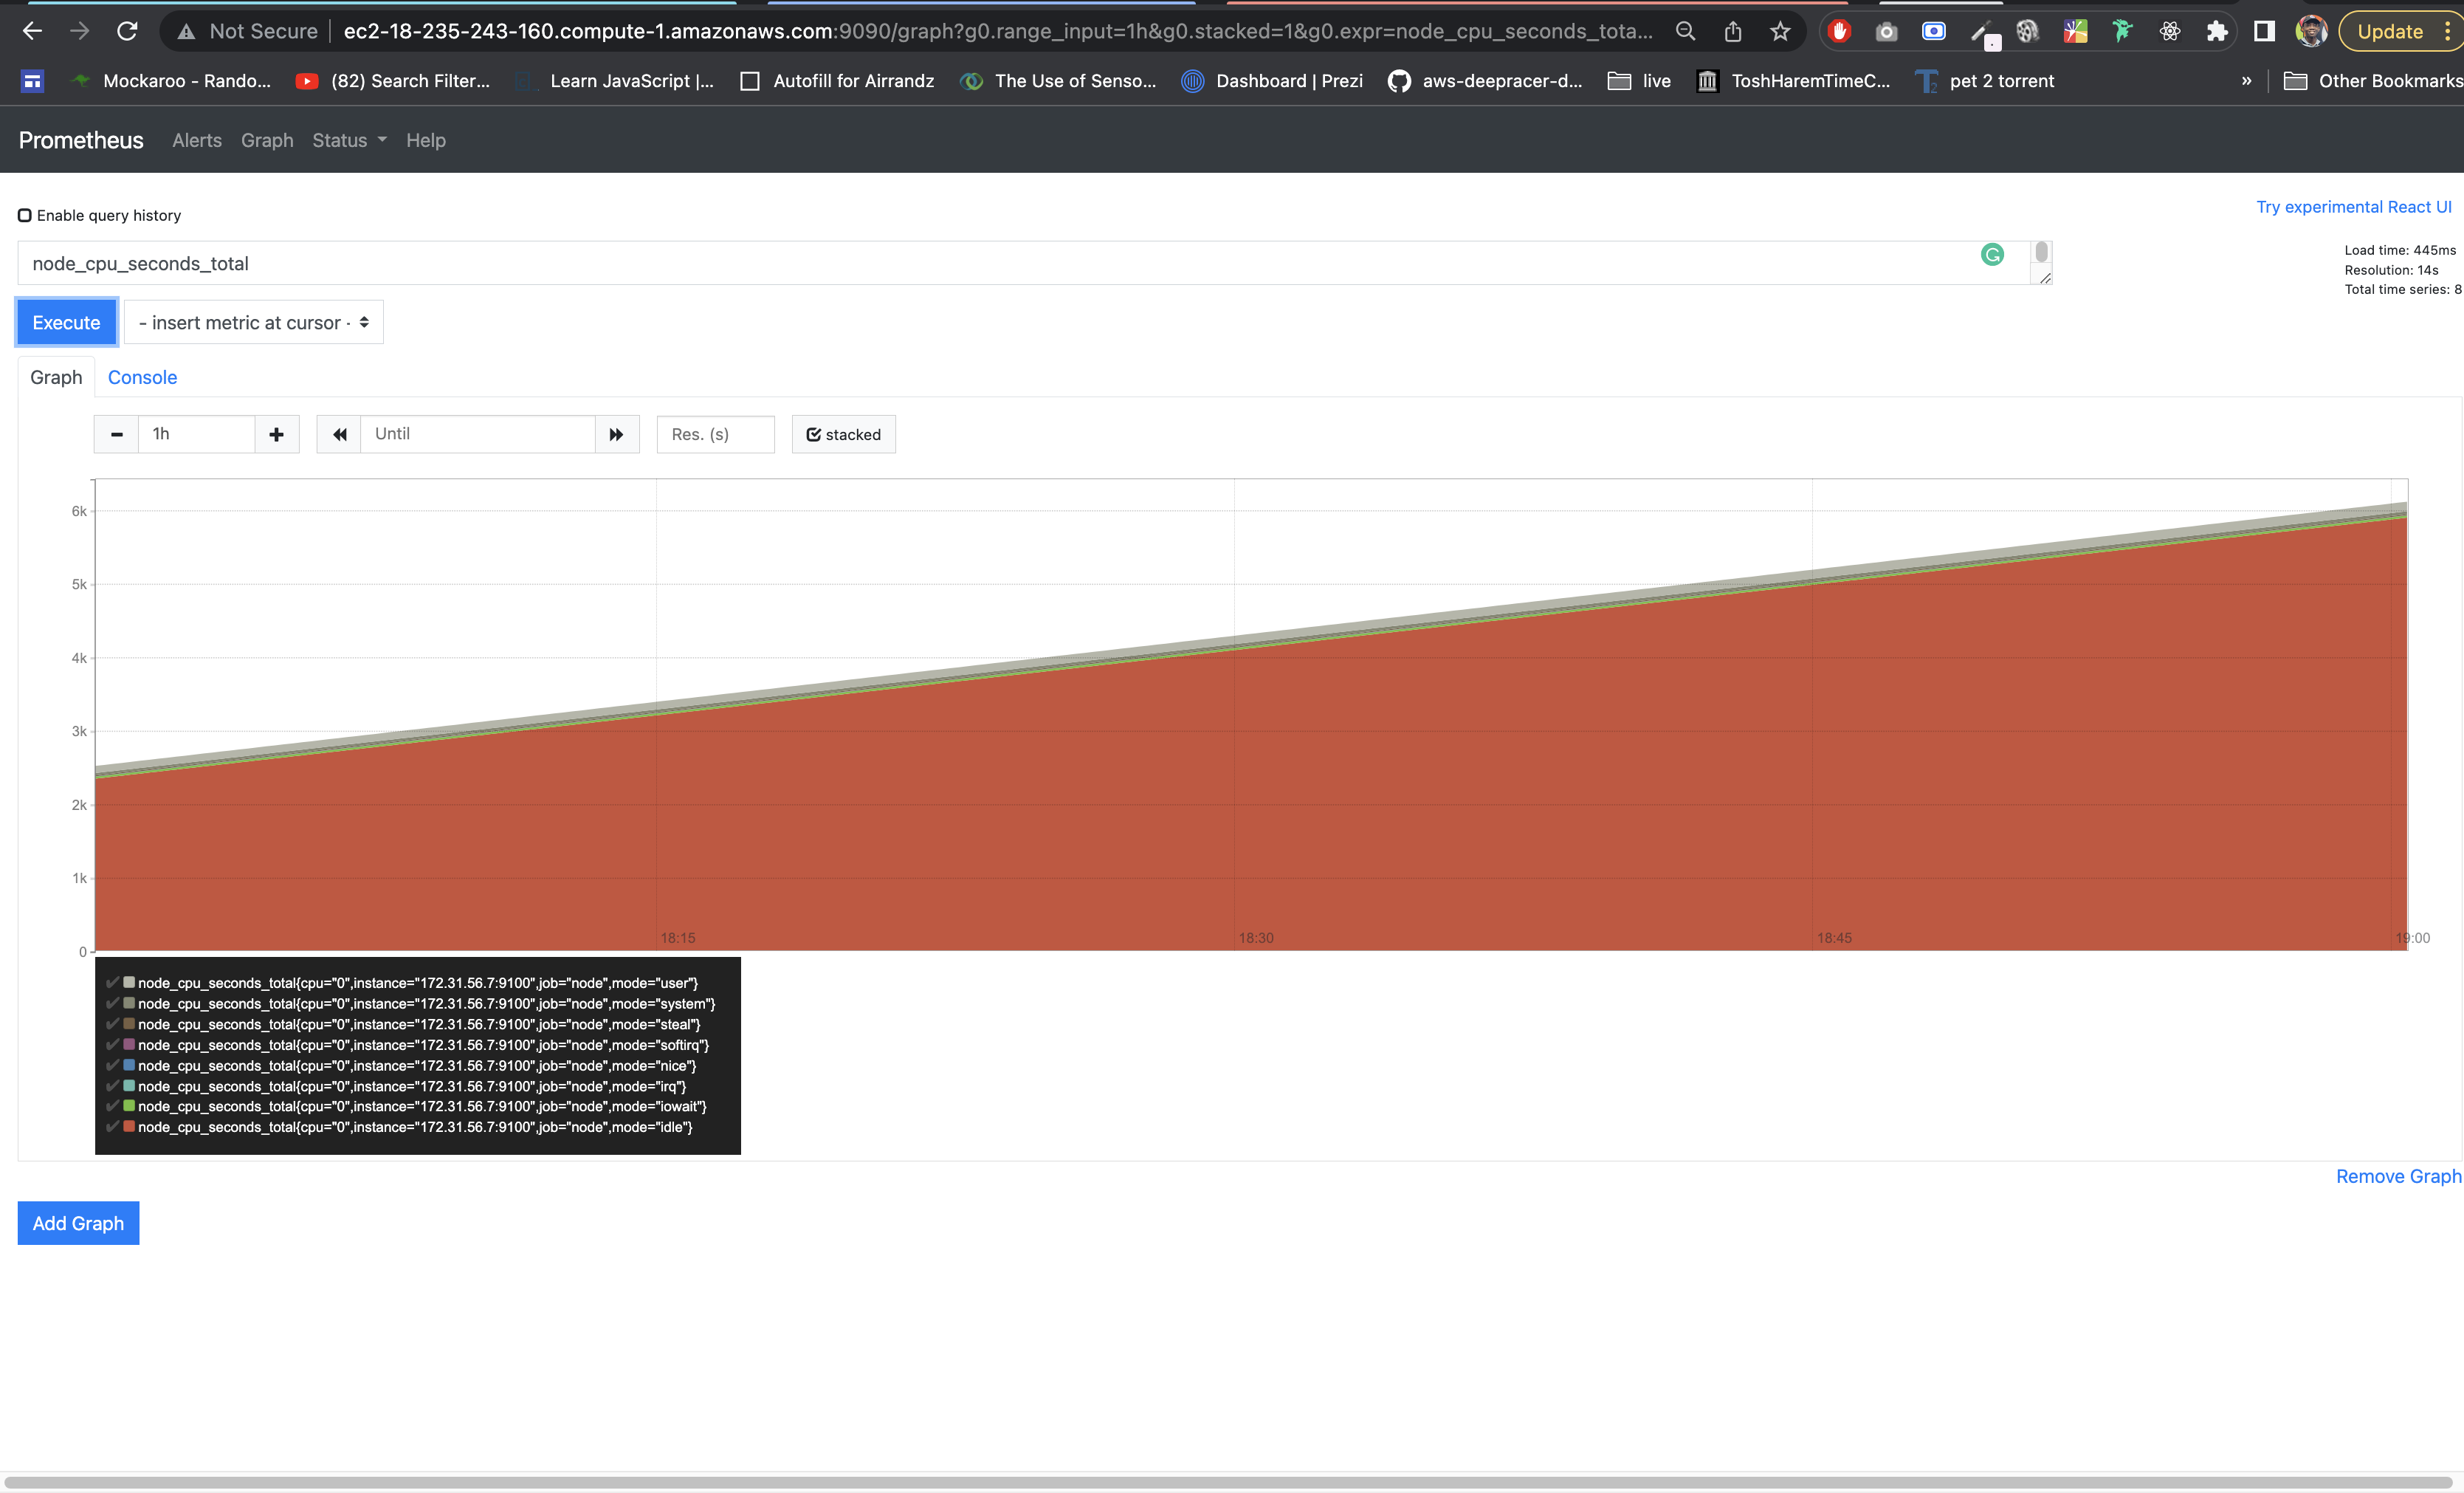 Not Secure ec2-18-235-243-160.compute-1.amazonaws.com:9090/graph?g0.range_input=1h&g0.stacked=1&g0.expr=node_cpu_seconds_tota... Update
Mockaroo - Rando... (82) Search Filter... Learn JavaScript |... Autofill for Airrandz The Use of Senso... Dashboard | Prezi aws-deepracer-d... live ToshHaremTimeC... pet 2 torrent » Other Bookmarks
Prometheus Alerts Graph Status Help
Enable query history
Try experimental React UI
node_cpu_seconds_total
Load time: 445ms
Resolution: 14s
Total time series: 8
Execute - insert metric at cursor -
Graph Console
1h Until Res. (s) stacked
6k
5k
4k
3k
2k
1k
0
18:15 18:30 18:45 19:00
node_cpu_seconds_total{cpu="0",instance="172.31.56.7:9100",job="node",mode="user"}
node_cpu_seconds_total{cpu="0",instance="172.31.56.7:9100",job="node",mode="system"}
node_cpu_seconds_total{cpu="0",instance="172.31.56.7:9100",job="node",mode="steal"}
node_cpu_seconds_total{cpu="0",instance="172.31.56.7:9100",job="node",mode="softirq"}
node_cpu_seconds_total{cpu="0",instance="172.31.56.7:9100",job="node",mode="nice"}
node_cpu_seconds_total{cpu="0",instance="172.31.56.7:9100",job="node",mode="irq"}
node_cpu_seconds_total{cpu="0",instance="172.31.56.7:9100",job="node",mode="iowait"}
node_cpu_seconds_total{cpu="0",instance="172.31.56.7:9100",job="node",mode="idle"}
Remove Graph
Add Graph